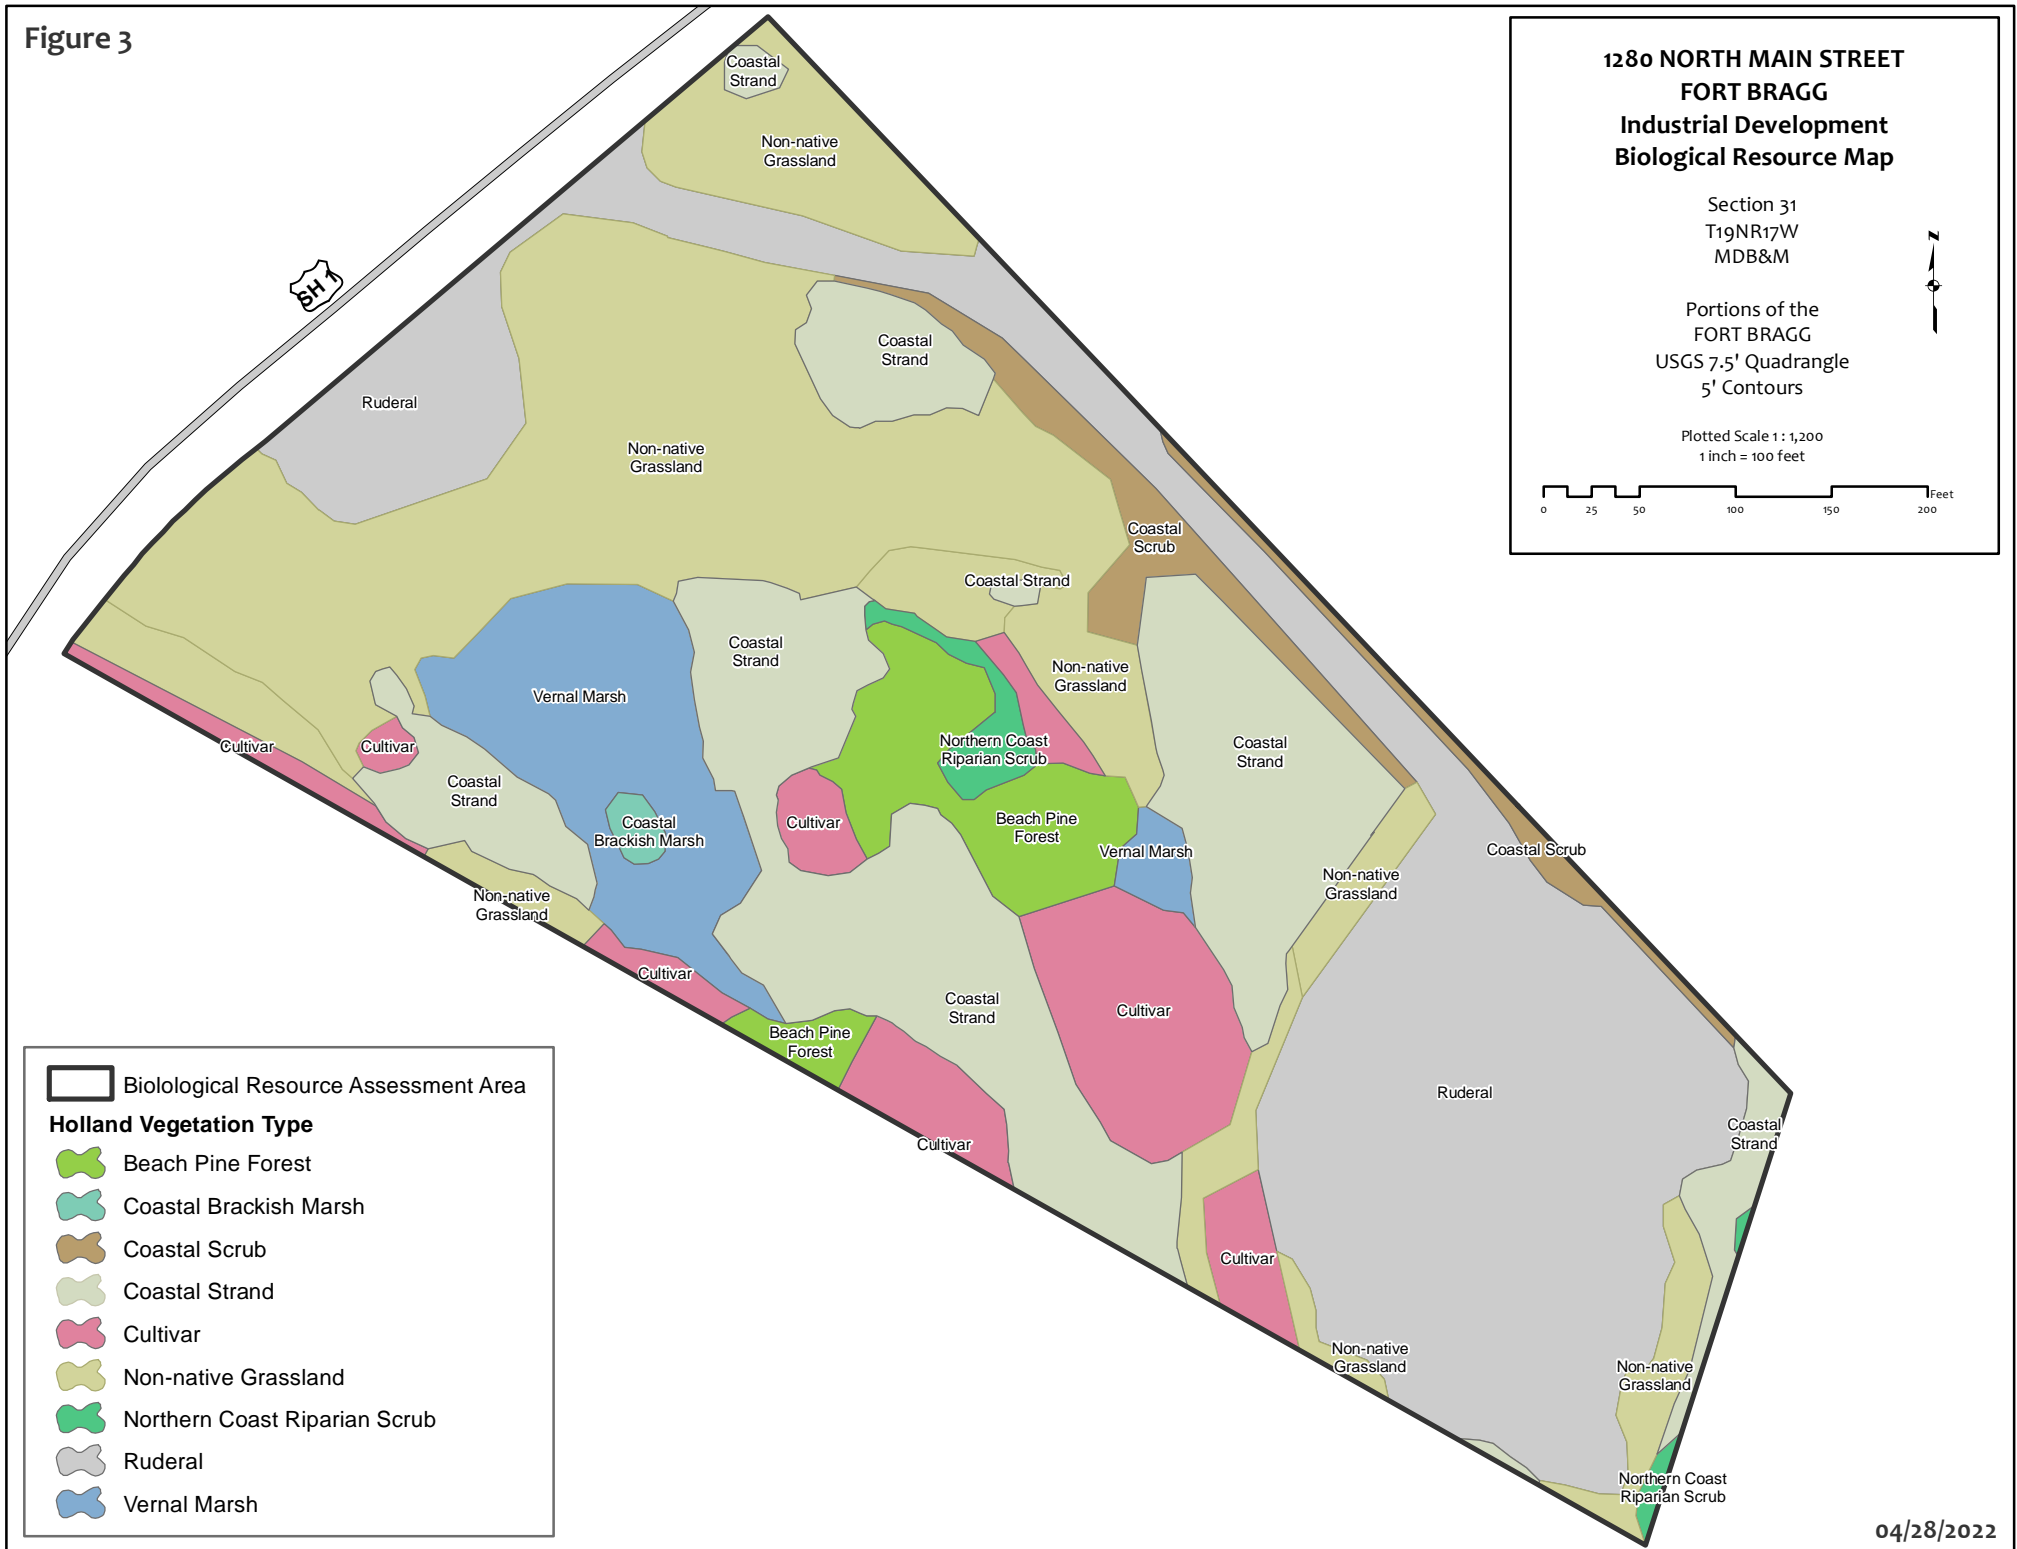 Figure 3
1280 NORTH MAIN STREET
FORT BRAGG
Industrial Development
Biological Resource Map
Section 31
T19NR17W
MDB&M
N
Portions of the
FORT BRAGG
USGS 7.5' Quadrangle
5' Contours
Plotted Scale 1 : 1,200
1 inch = 100 feet
Feet
0 25 50 100 150 200
SH 1
Coastal
Strand
Non-native
Grassland
Coastal
Strand
Ruderal
Non-native
Grassland
Coastal
Scrub
Coastal Strand
Coastal
Strand
Non-native
Grassland
Vernal Marsh
Cultivar
Cultivar
Northern Coast
Riparian Scrub
Coastal
Strand
Coastal
Strand
Coastal
Brackish Marsh
Cultivar
Beach Pine
Forest
Vernal Marsh
Coastal Scrub
Non-native
Grassland
Non-native
Grassland
Cultivar
Coastal
Strand
Cultivar
Beach Pine
Forest
Ruderal
Cultivar
Coastal
Strand
Cultivar
Non-native
Grassland
Non-native
Grassland
Northern Coast
Riparian Scrub
Biolological Resource Assessment Area
Holland Vegetation Type
Beach Pine Forest
Coastal Brackish Marsh
Coastal Scrub
Coastal Strand
Cultivar
Non-native Grassland
Northern Coast Riparian Scrub
Ruderal
Vernal Marsh
04/28/2022